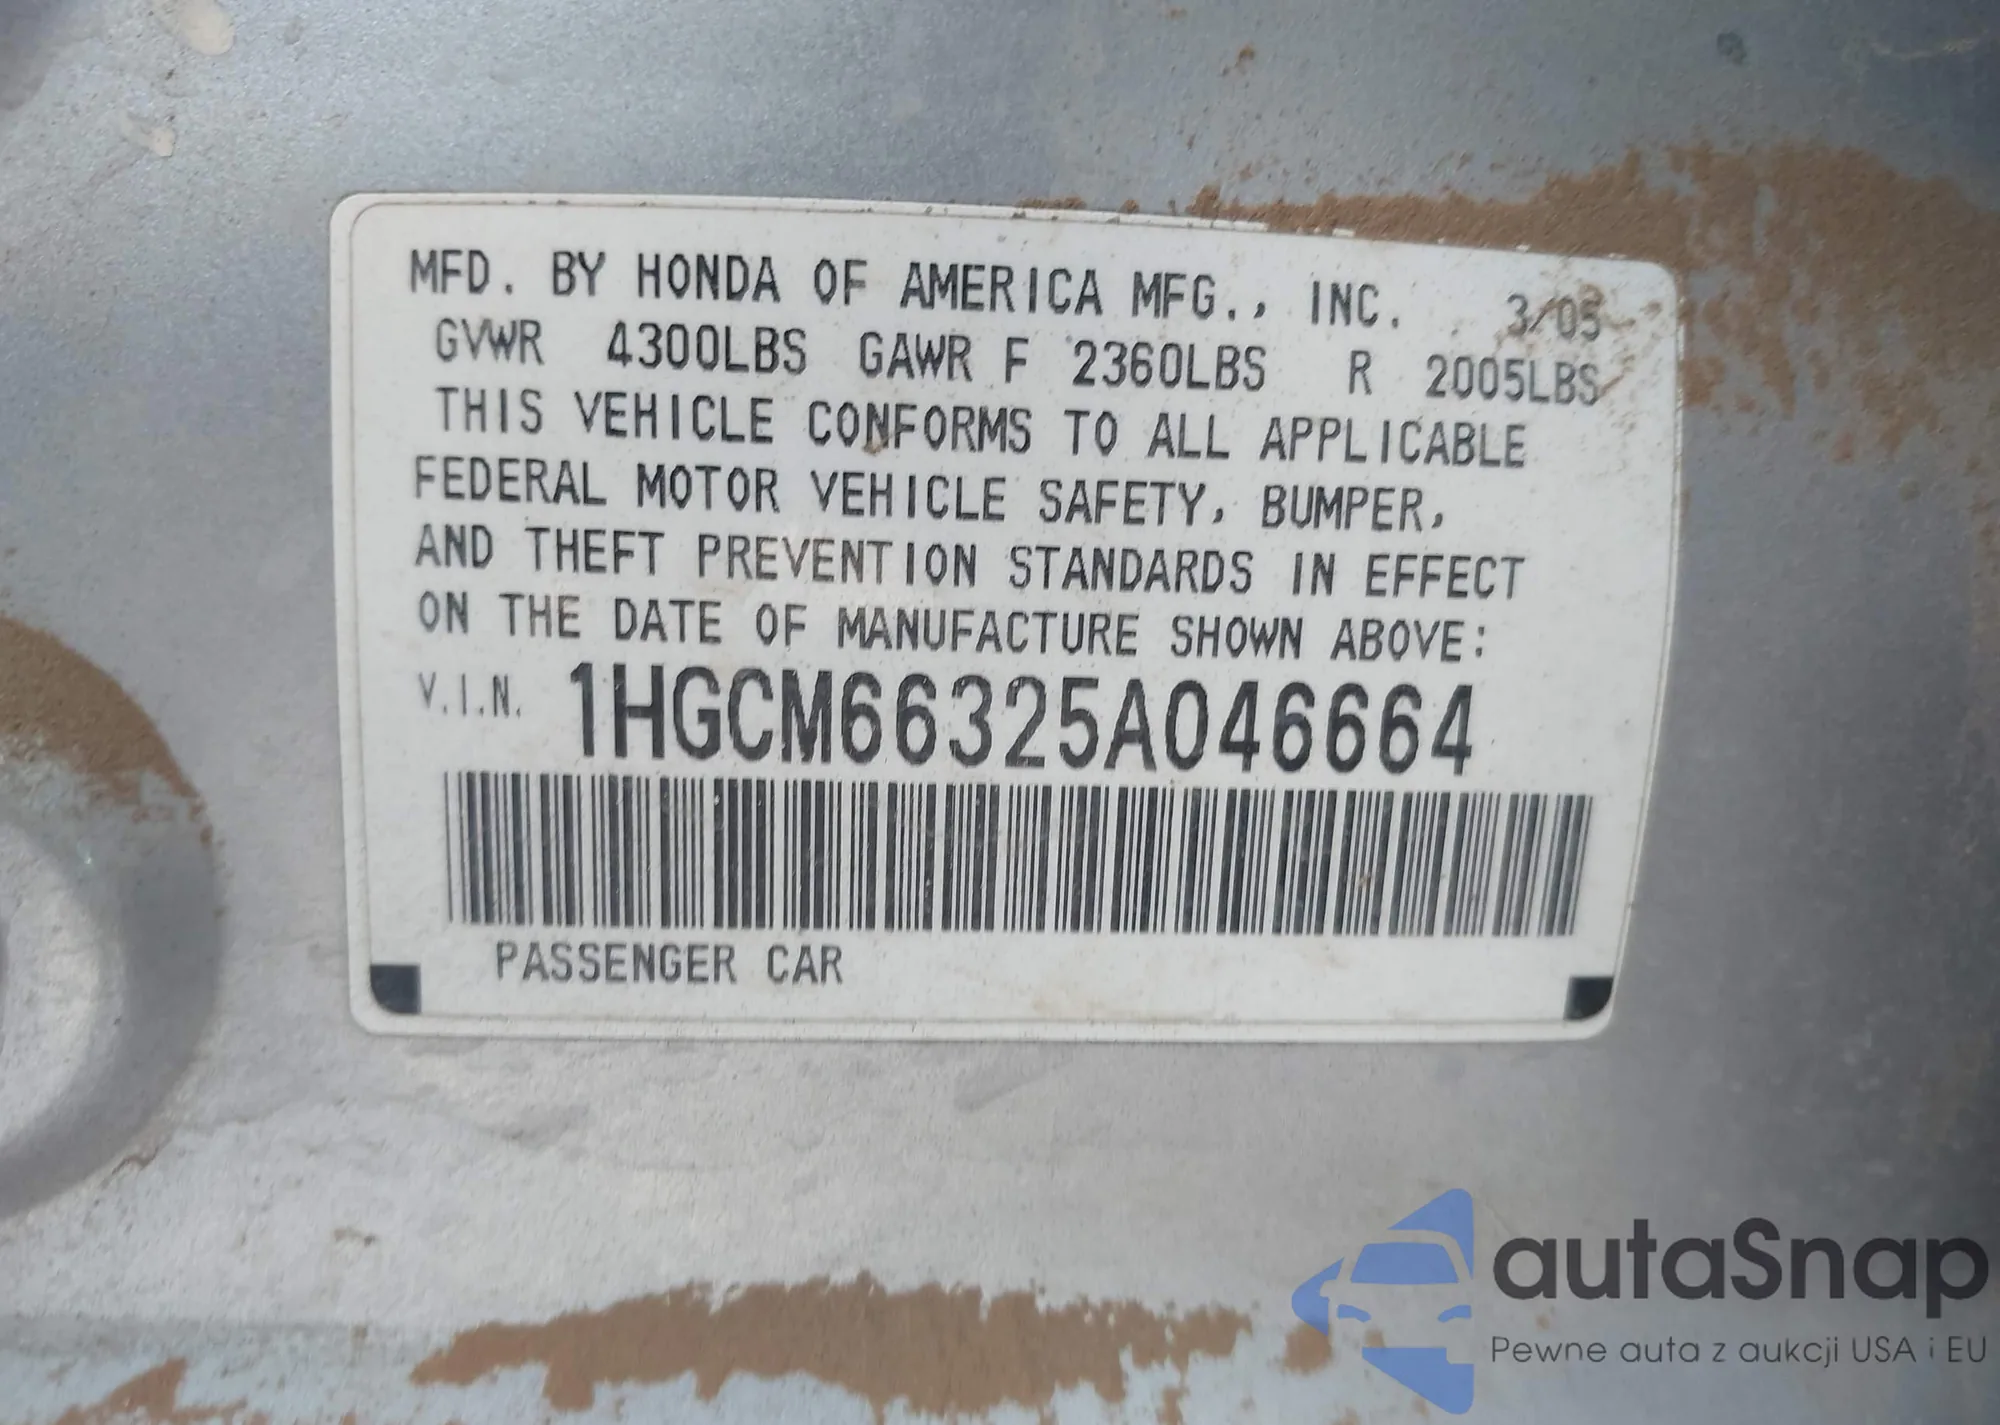 MFD. BY HONDA OF AMERICA MFG., INC. 3/05
GVWR 4300LBS GAWR F 2360LBS R 2005LBS
THIS VEHICLE CONFORMS TO ALL APPLICABLE
FEDERAL MOTOR VEHICLE SAFETY, BUMPER,
AND THEFT PREVENTION STANDARDS IN EFFECT
ON THE DATE OF MANUFACTURE SHOWN ABOVE:
V.I.N. 1HGCM66325A046664
PASSENGER CAR
autaSnap
Pewne auta z aukcji USA i EU